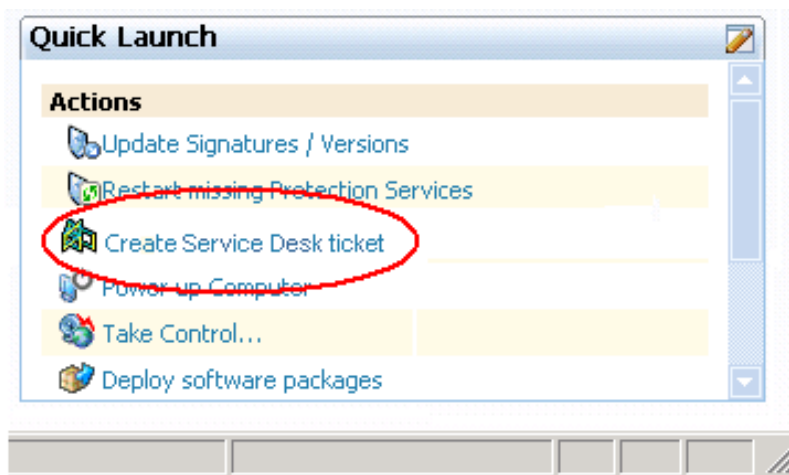 Quick Launch
Actions
Update Signatures / Versions
Restart missing Protection Services
Create Service Desk ticket
Power up Computer
Take Control...
Deploy software packages